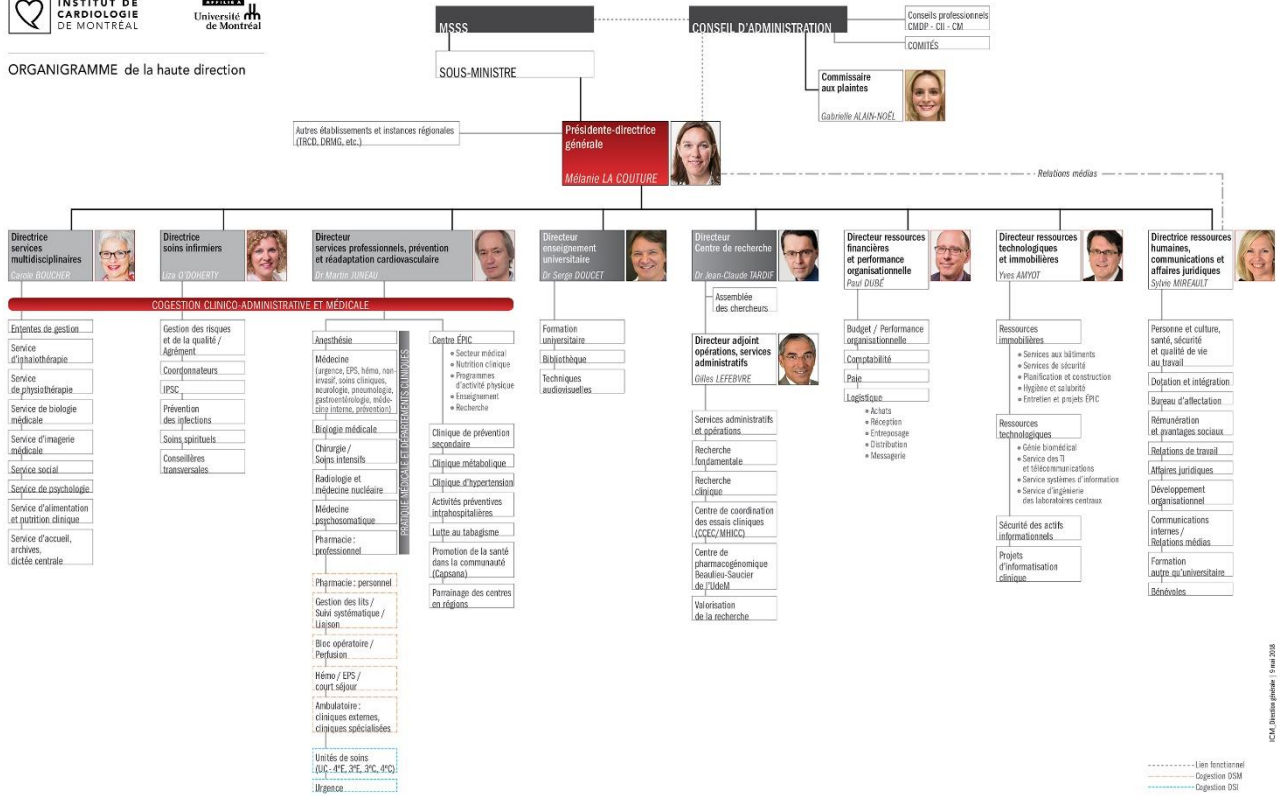 INSTITUT DE
CARDIOLOGIE
DE MONTRÉAL
AFFILIÉ À
Université
de Montréal
ORGANIGRAMME de la haute direction
MSSS
CONSEIL D'ADMINISTRATION
Conseils professionnels
CMDP - CII - CM
COMITÉS
SOUS-MINISTRE
Commissaire
aux plaintes
Gabrielle ALAIN-NOËL
Autres établissements et instances régionales
(TRCD, DRMG, etc.)
Présidente-directrice
générale
Mélanie LA COUTURE
Relations médias
Directrice
services
multidisciplinaires
Carole BOUCHER
Directrice
soins infirmiers
Liza O'DOHERTY
Directeur
services professionnels, prévention
et réadaptation cardiovasculaire
Dr Martin JUNEAU
Directeur
enseignement
universitaire
Dr Serge DOUCET
Directeur
Centre de recherche
Dr Jean-Claude TARDIF
Directeur ressources
financières
et performance
organisationnelle
Paul DUBÉ
Directeur ressources
technologiques
et immobilières
Yves AMYOT
Directrice ressources
humaines,
communications et
affaires juridiques
Sylvie MIREAULT
COGESTION CLINICO-ADMINISTRATIVE ET MÉDICALE
Ententes de gestion
Service
d'inhalothérapie
Service
de physiothérapie
Service de biologie
médicale
Service d'imagerie
médicale
Service social
Service de psychologie
Service d'alimentation
et nutrition clinique
Service d'accueil,
archives,
dictée centrale
Gestion des risques
et de la qualité /
Agrément
Coordonnateurs
IPSC
Prévention
des infections
Soins spirituels
Conseillères
transversales
Anesthésie
Médecine
(urgence, EPS, hémo, non-
invasif, soins cliniques,
neurologie, pneumologie,
gastroentérologie, méde-
cine interne, prévention)
Biologie médicale
Chirurgie /
Soins intensifs
Radiologie et
médecine nucléaire
Médecine
psychosomatique
Pharmacie :
professionnel
PRATIQUE MÉDICALE ET DÉPARTEMENTS CLINIQUES
Pharmacie : personnel
Gestion des lits /
Suivi systématique /
Liaison
Bloc opératoire /
Perfusion
Hémo / EPS /
court séjour
Ambulatoire :
cliniques externes,
cliniques spécialisées
Unités de soins
(UC - 4ºE, 3ºE, 3ºC, 4ºC)
Urgence
Centre ÉPIC
• Secteur médical
• Nutrition clinique
• Programmes
d'activité physicue
• Enseignement
• Recherche
Clinique de prévention
secondaire
Clinique métabolique
Clinique d'hypertension
Activités préventives
intrahospitalières
Lutte au tabagisme
Promotion de la santé
dans la communauté
(Capsana)
Parrainage des centres
en régions
Formation
universitaire
Bibliothèque
Techniques
audiovisuelles
Assemblée
des chercheurs
Directeur adjoint
opérations, services
administratifs
Gilles LEFEBVRE
Services administratifs
et opérations
Recherche
fondamentale
Recherche
clinique
Centre de coordination
des essais cliniques
(CCEC/MHICC)
Centre de
pharmacogénomique
Beaulieu-Saucier
de l'UdeM
Valorisation
de la recherche
Budget / Performance
organisationnelle
Comptabilité
Paie
Logistique
• Achats
• Réception
• Entreposage
• Distribution
• Messagerie
Ressources
immobilières
• Services aux bâtiments
• Services de sécurité
• Planification et construction
• Hygiène et salubrité
• Entretien et projets ÉPIC
Ressources
technologiques
• Génie biomédical
• Service des TI
et télécommunications
• Service systèmes d'information
• Service d'ingénierie
des laboratoires centraux
Sécurité des actifs
informationnels
Projets
d'informatisation
clinique
Personne et culture,
santé, sécurité
et qualité de vie
au travail
Dotation et intégration
Bureau d'affectation
Rémunération
et avantages sociaux
Relations de travail
Affaires juridiques
Développement
organisationnel
Communications
internes /
Relations médias
Formation
autre qu'universitaire
Bénévoles
ICM_Direction générale | 9 mai 2018
Lien fonctionnel
Cogestion DSM
Cogestion DSI